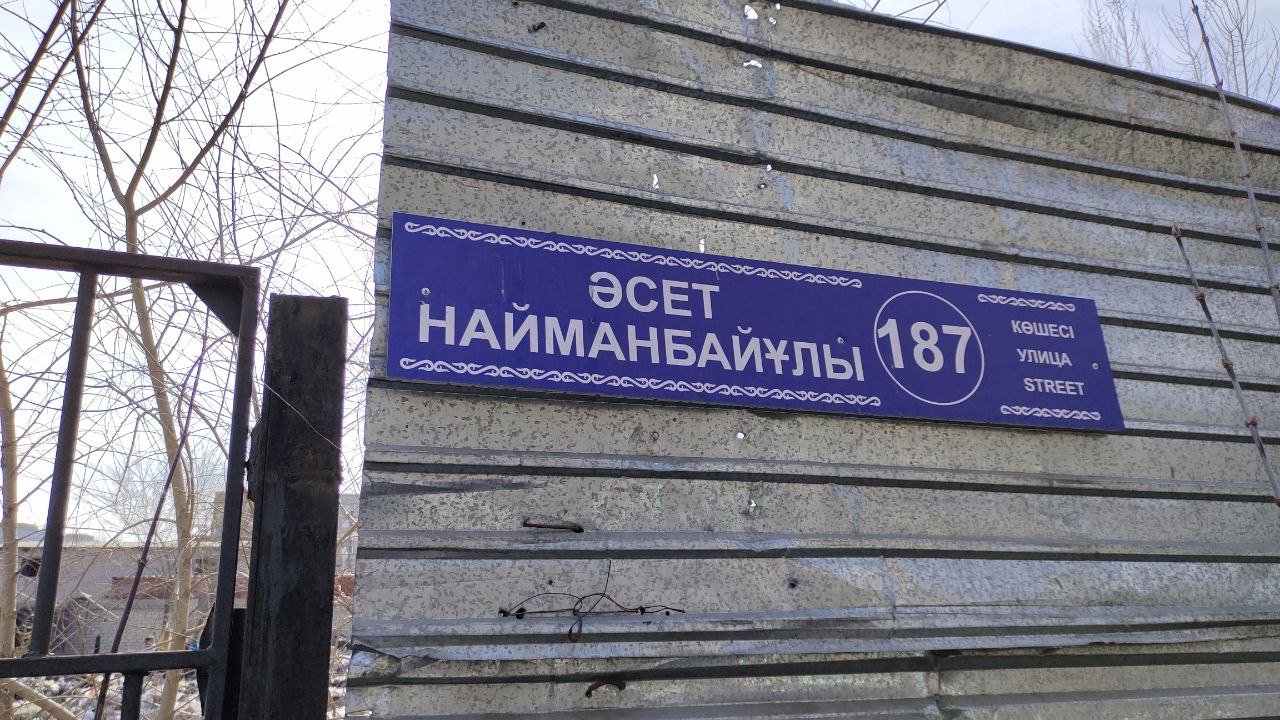 ӘСЕТ
НАЙМАНБАЙҰЛЫ
187
КӨШЕСІ
УЛИЦА
STREET